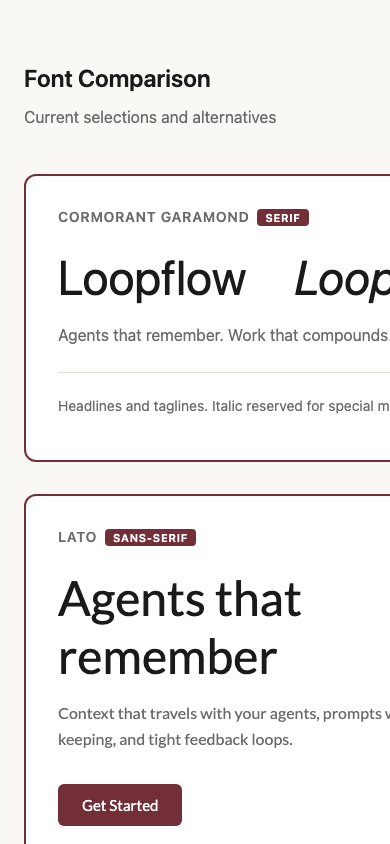 Font Comparison
Current selections and alternatives
CORMORANT GARAMOND SERIF
Loopflow Loop
Agents that remember. Work that compounds.
Headlines and taglines. Italic reserved for special m
LATO SANS-SERIF
Agents that
remember
Context that travels with your agents, prompts w
keeping, and tight feedback loops.
Get Started